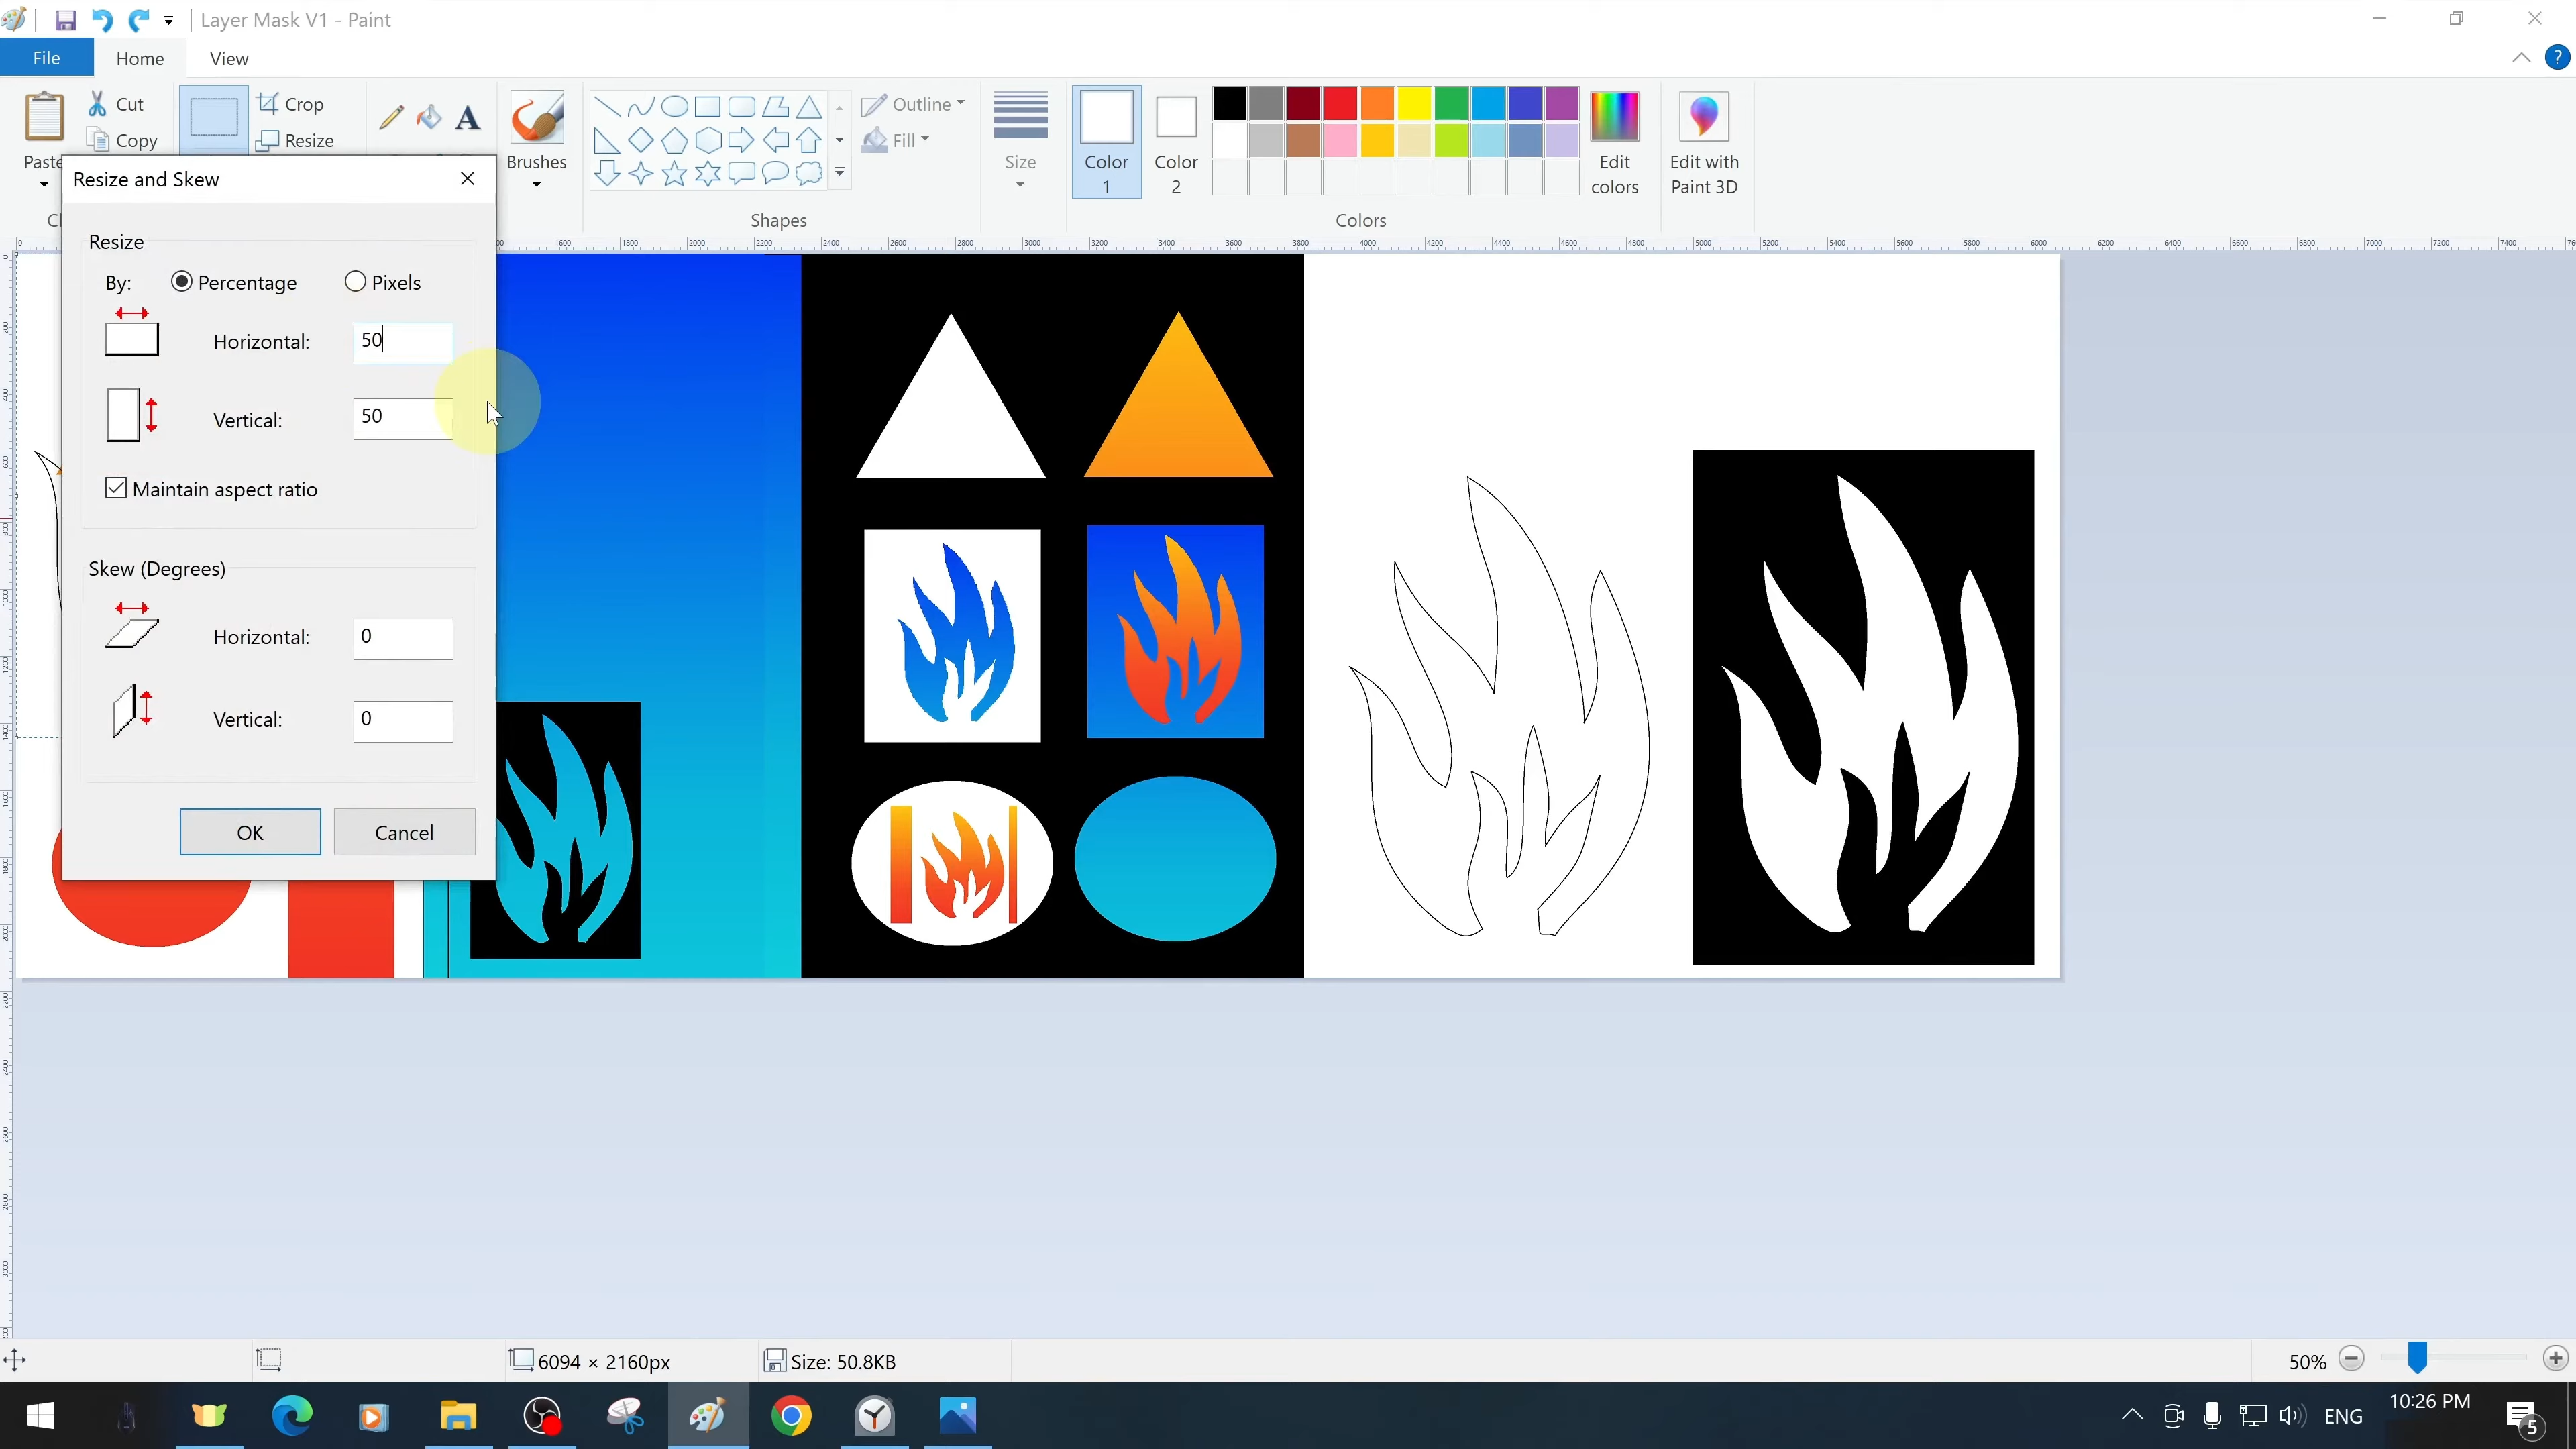 Layer Mask V1 - Paint
File
Home
View
Paste
Cut
Copy
Crop
Resize
Brushes
Outline
Fill
Shapes
Size
Color 1
Color 2
Edit colors
Colors
Edit with Paint 3D
Resize and Skew
Resize
By:
Percentage
Pixels
Horizontal:
50
Vertical:
50
Maintain aspect ratio
Skew (Degrees)
Horizontal:
0
Vertical:
0
OK
Cancel
6094 × 2160px
Size: 50.8KB
50%
ENG
10:26 PM
5